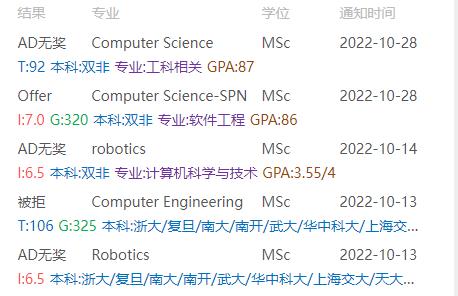 结果 专业 学位 通知时间
AD无奖 Computer Science MSc 2022-10-28
T:92 本科:双非 专业:工科相关 GPA:87
Offer Computer Science-SPN MSc 2022-10-28
I:7.0 G:320 本科:双非 专业:软件工程 GPA:86
AD无奖 robotics MSc 2022-10-14
I:6.5 本科:双非 专业:计算机科学与技术 GPA:3.55/4
被拒 Computer Engineering MSc 2022-10-13
T:106 G:325 本科:浙大/复旦/南大/南开/武大/华中科大/上海交...
AD无奖 Robotics MSc 2022-10-13
I:6.5 本科:浙大/复旦/南大/南开/武大/华中科大/上海交大/天大...